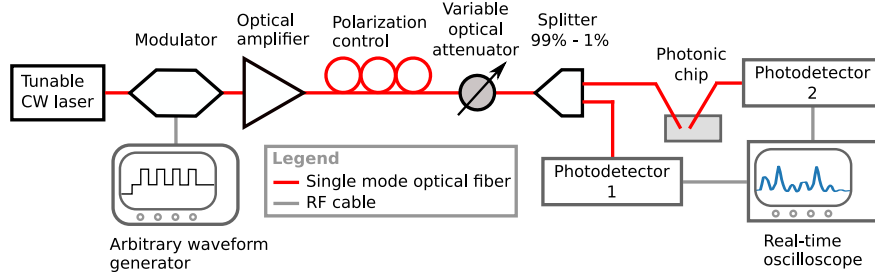 Tunable
CW laser
Modulator
Optical
amplifier
Polarization
control
Variable
optical
attenuator
Splitter
99% - 1%
Photonic
chip
Photodetector
2
Photodetector
1
Legend
Single mode optical fiber
RF cable
Arbitrary waveform
generator
Real-time
oscilloscope